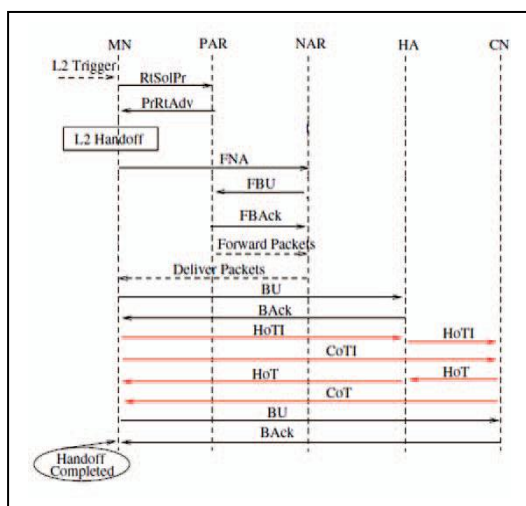 MN PAR NAR HA CN
L2 Trigger
RtSolPr
PrRtAdv
L2 Handoff
FNA
FBU
FBAck
Forward Packets
Deliver Packets
BU
BAck
HoTI HoTI
CoTI
HoT HoT
CoT
BU
BAck
Handoff
Completed